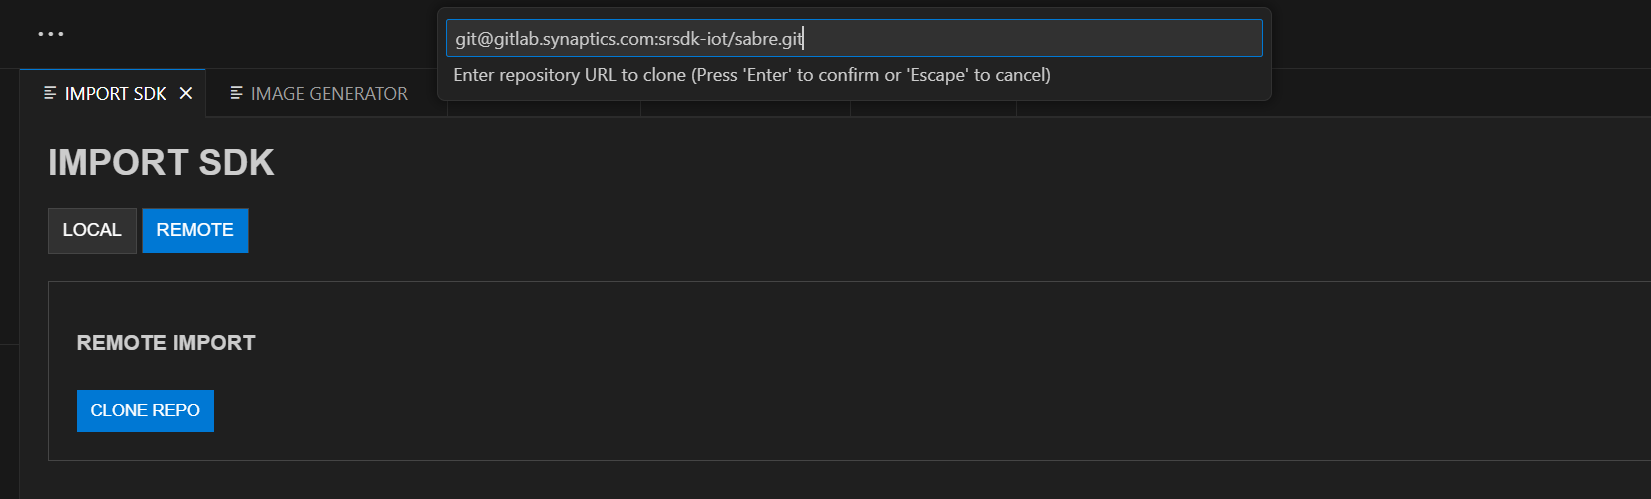 ...
git@gitlab.synaptics.com:srsdk-iot/sabre.git
Enter repository URL to clone (Press 'Enter' to confirm or 'Escape' to cancel)
IMPORT SDK
IMAGE GENERATOR
IMPORT SDK
LOCAL
REMOTE
REMOTE IMPORT
CLONE REPO